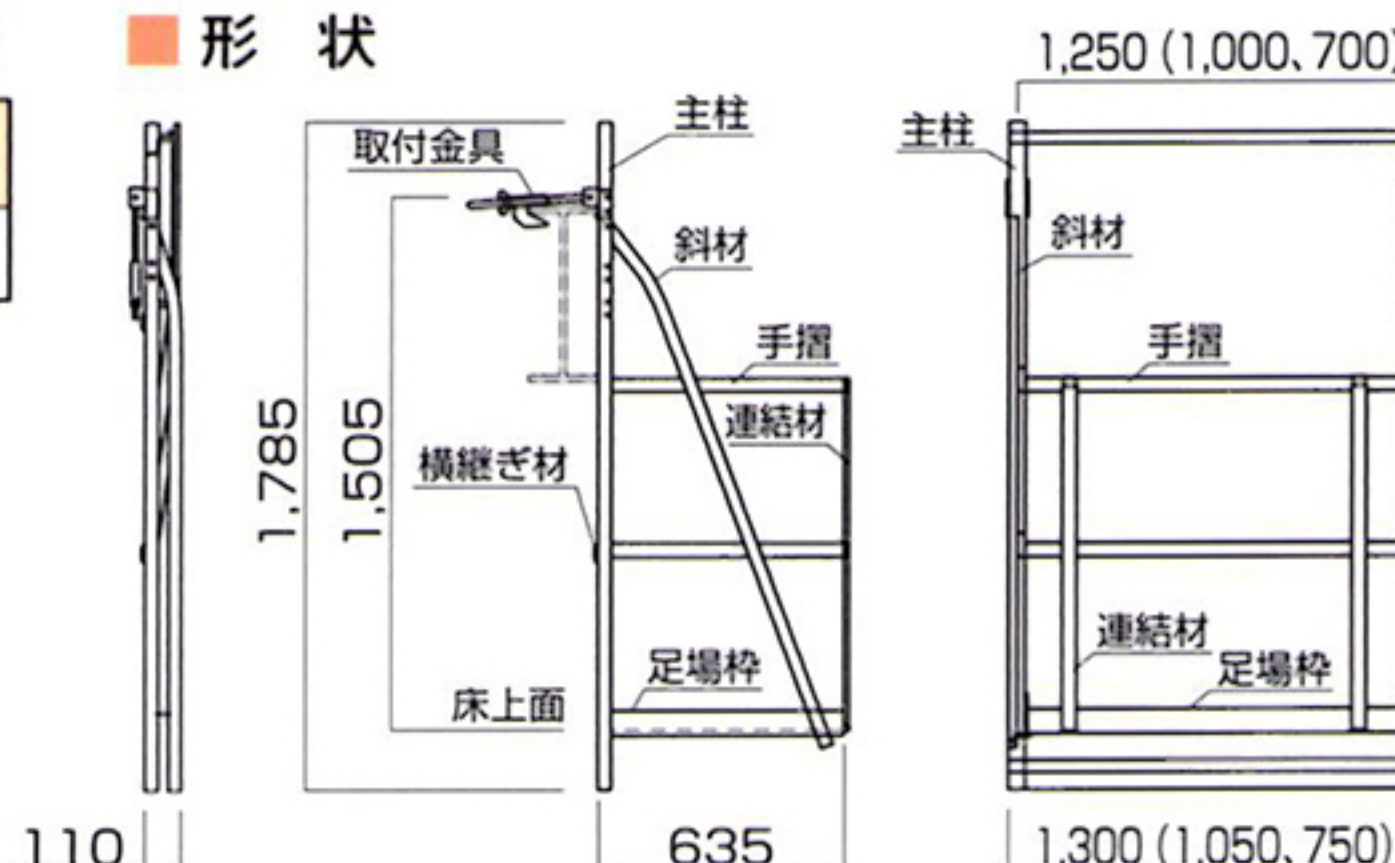 形 状
1,250 (1,000、700)
主柱
取付金具
主柱
斜材
斜材
手摺
手摺
連結材
1,785
1,505
横継ぎ材
連結材
足場枠
足場枠
床上面
110
635
1,300 (1,050、750)